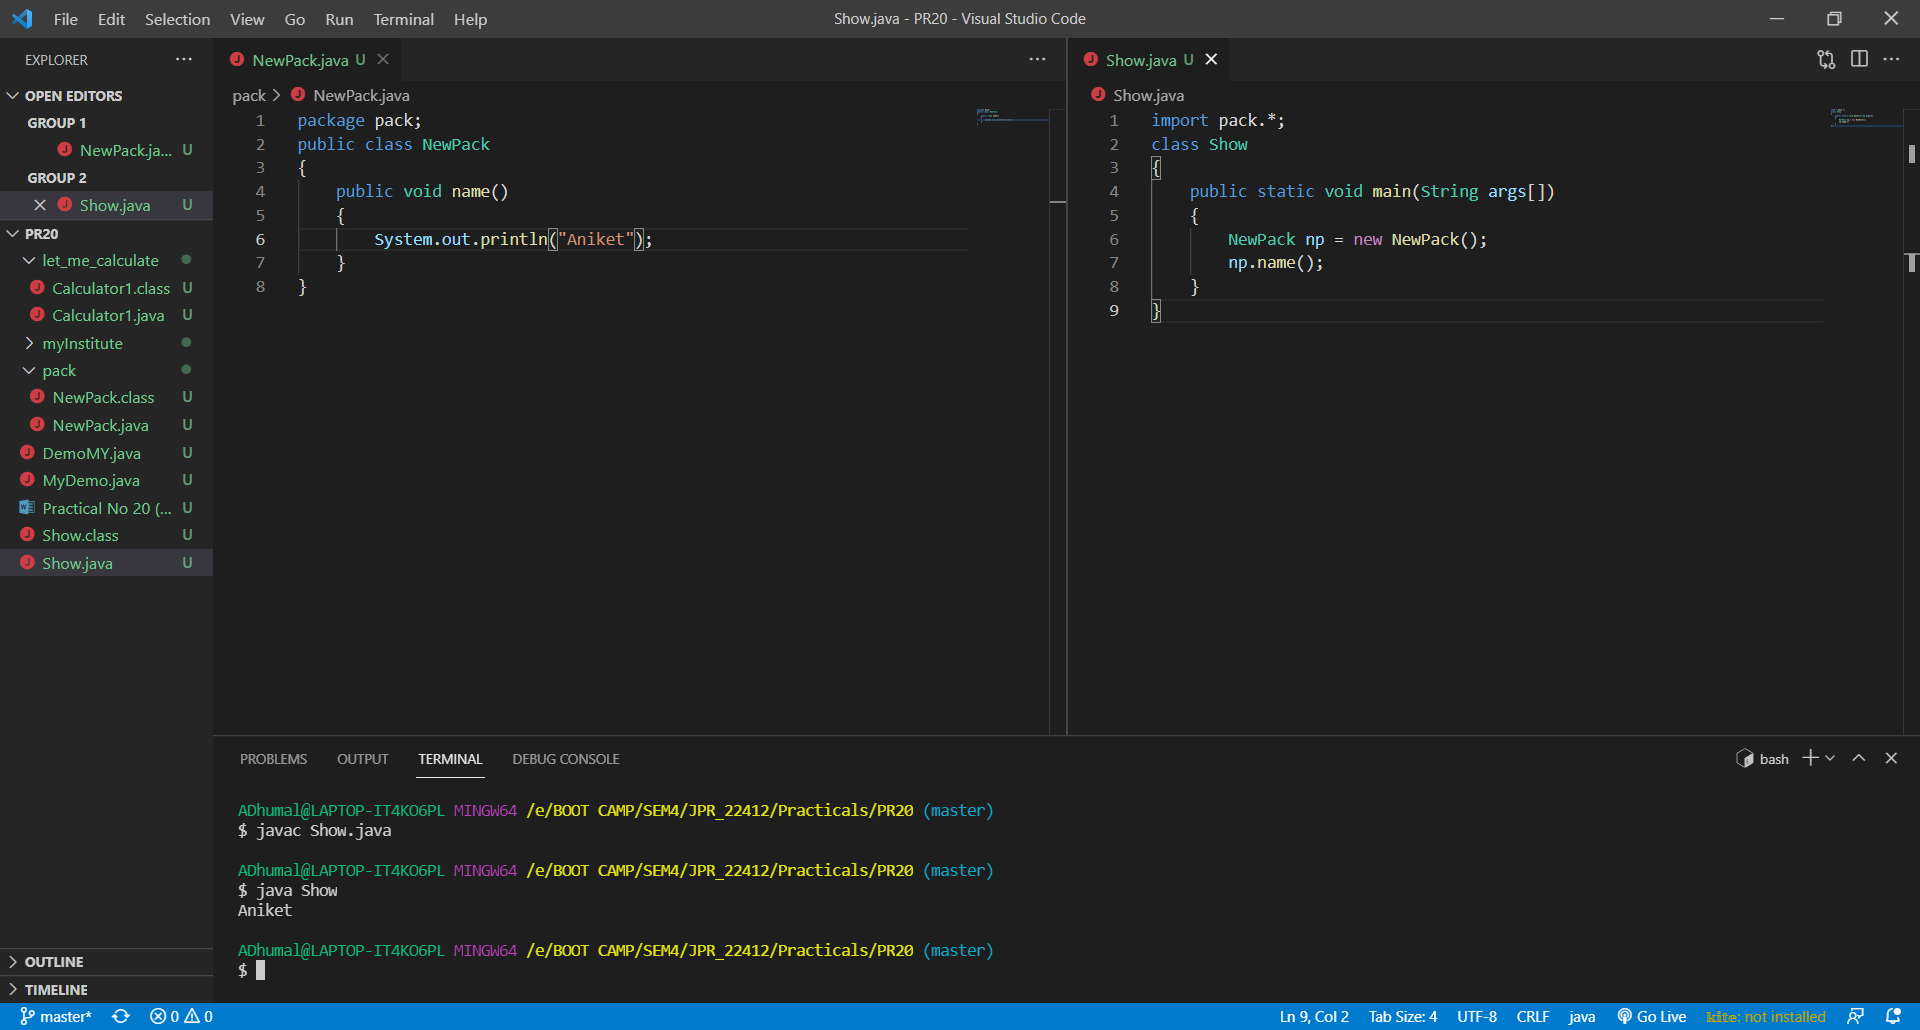 File Edit Selection View Go Run Terminal Help
Show.java - PR20 - Visual Studio Code
EXPLORER
OPEN EDITORS
GROUP 1
NewPack.ja... U
GROUP 2
Show.java U
PR20
let_me_calculate
Calculator1.class U
Calculator1.java U
myInstitute
pack
NewPack.class U
NewPack.java U
DemoMY.java U
MyDemo.java U
Practical No 20 (... U
Show.class U
Show.java U
OUTLINE
TIMELINE
NewPack.java U
pack > NewPack.java
1 package pack;
2 public class NewPack
3 {
4 public void name()
5 {
6 System.out.println("Aniket");
7 }
8 }
Show.java U
Show.java
1 import pack.*;
2 class Show
3 {
4 public static void main(String args[])
5 {
6 NewPack np = new NewPack();
7 np.name();
8 }
9 }
PROBLEMS OUTPUT TERMINAL DEBUG CONSOLE
bash
ADhumal@LAPTOP-IT4KO6PL MINGW64 /e/BOOT CAMP/SEM4/JPR_22412/Practicals/PR20 (master)
$ javac Show.java
ADhumal@LAPTOP-IT4KO6PL MINGW64 /e/BOOT CAMP/SEM4/JPR_22412/Practicals/PR20 (master)
$ java Show
Aniket
ADhumal@LAPTOP-IT4KO6PL MINGW64 /e/BOOT CAMP/SEM4/JPR_22412/Practicals/PR20 (master)
$
master* 0 0
Ln 9, Col 2 Tab Size: 4 UTF-8 CRLF java Go Live kite: not installed